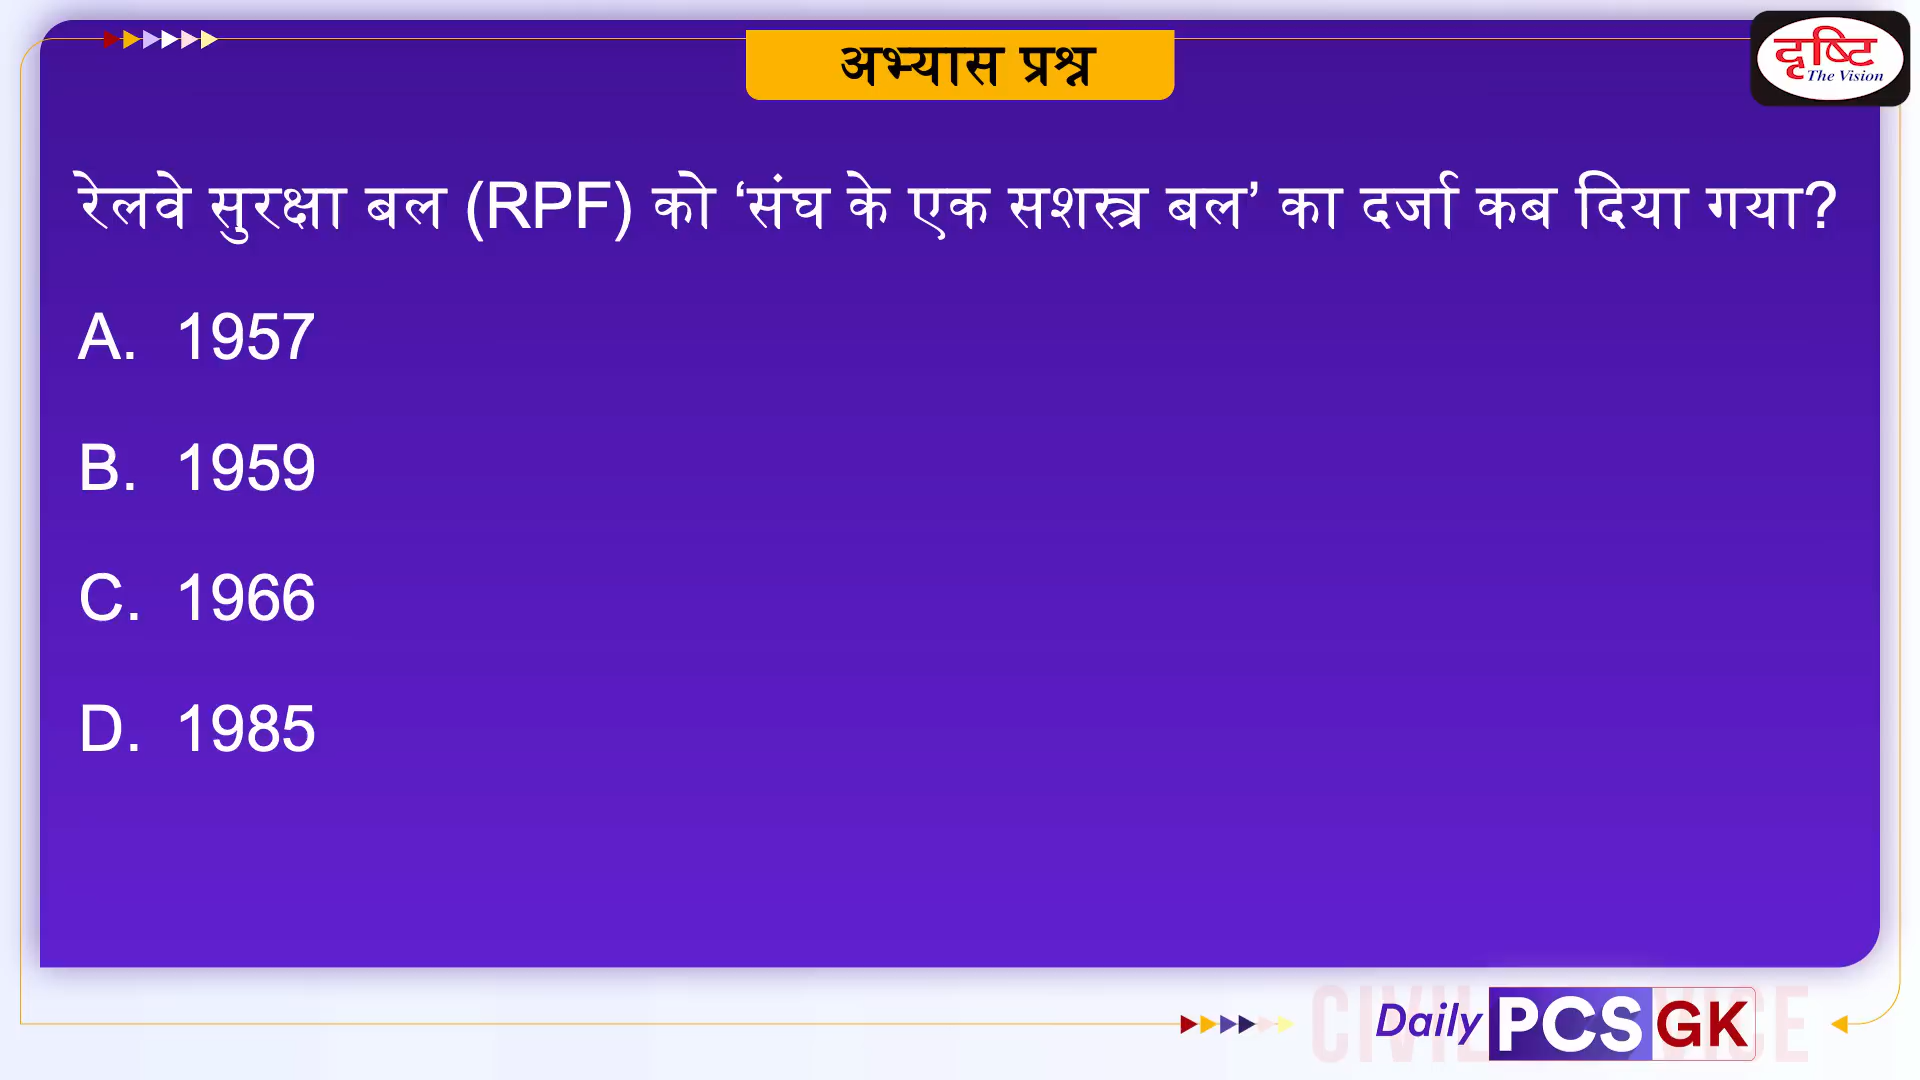 अभ्यास प्रश्न
दृष्टि
The Vision
रेलवे सुरक्षा बल (RPF) को ‘संघ के एक सशस्त्र बल’ का दर्जा कब दिया गया?
A. 1957
B. 1959
C. 1966
D. 1985
Daily PCS GK